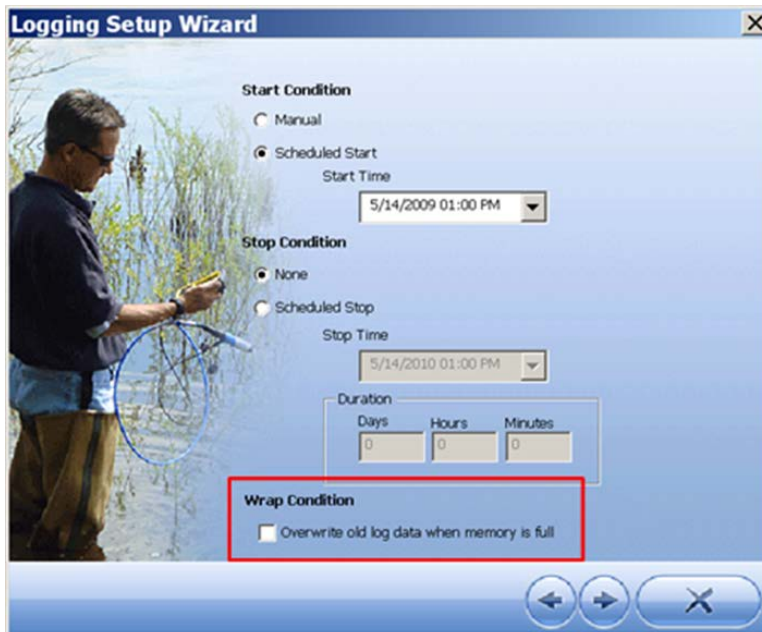 Logging Setup Wizard
Start Condition
Manual
Scheduled Start
Start Time
5/14/2009 01:00 PM
Stop Condition
None
Scheduled Stop
Stop Time
5/14/2010 01:00 PM
Duration
Days Hours Minutes
0 0 0
Wrap Condition
Overwrite old log data when memory is full